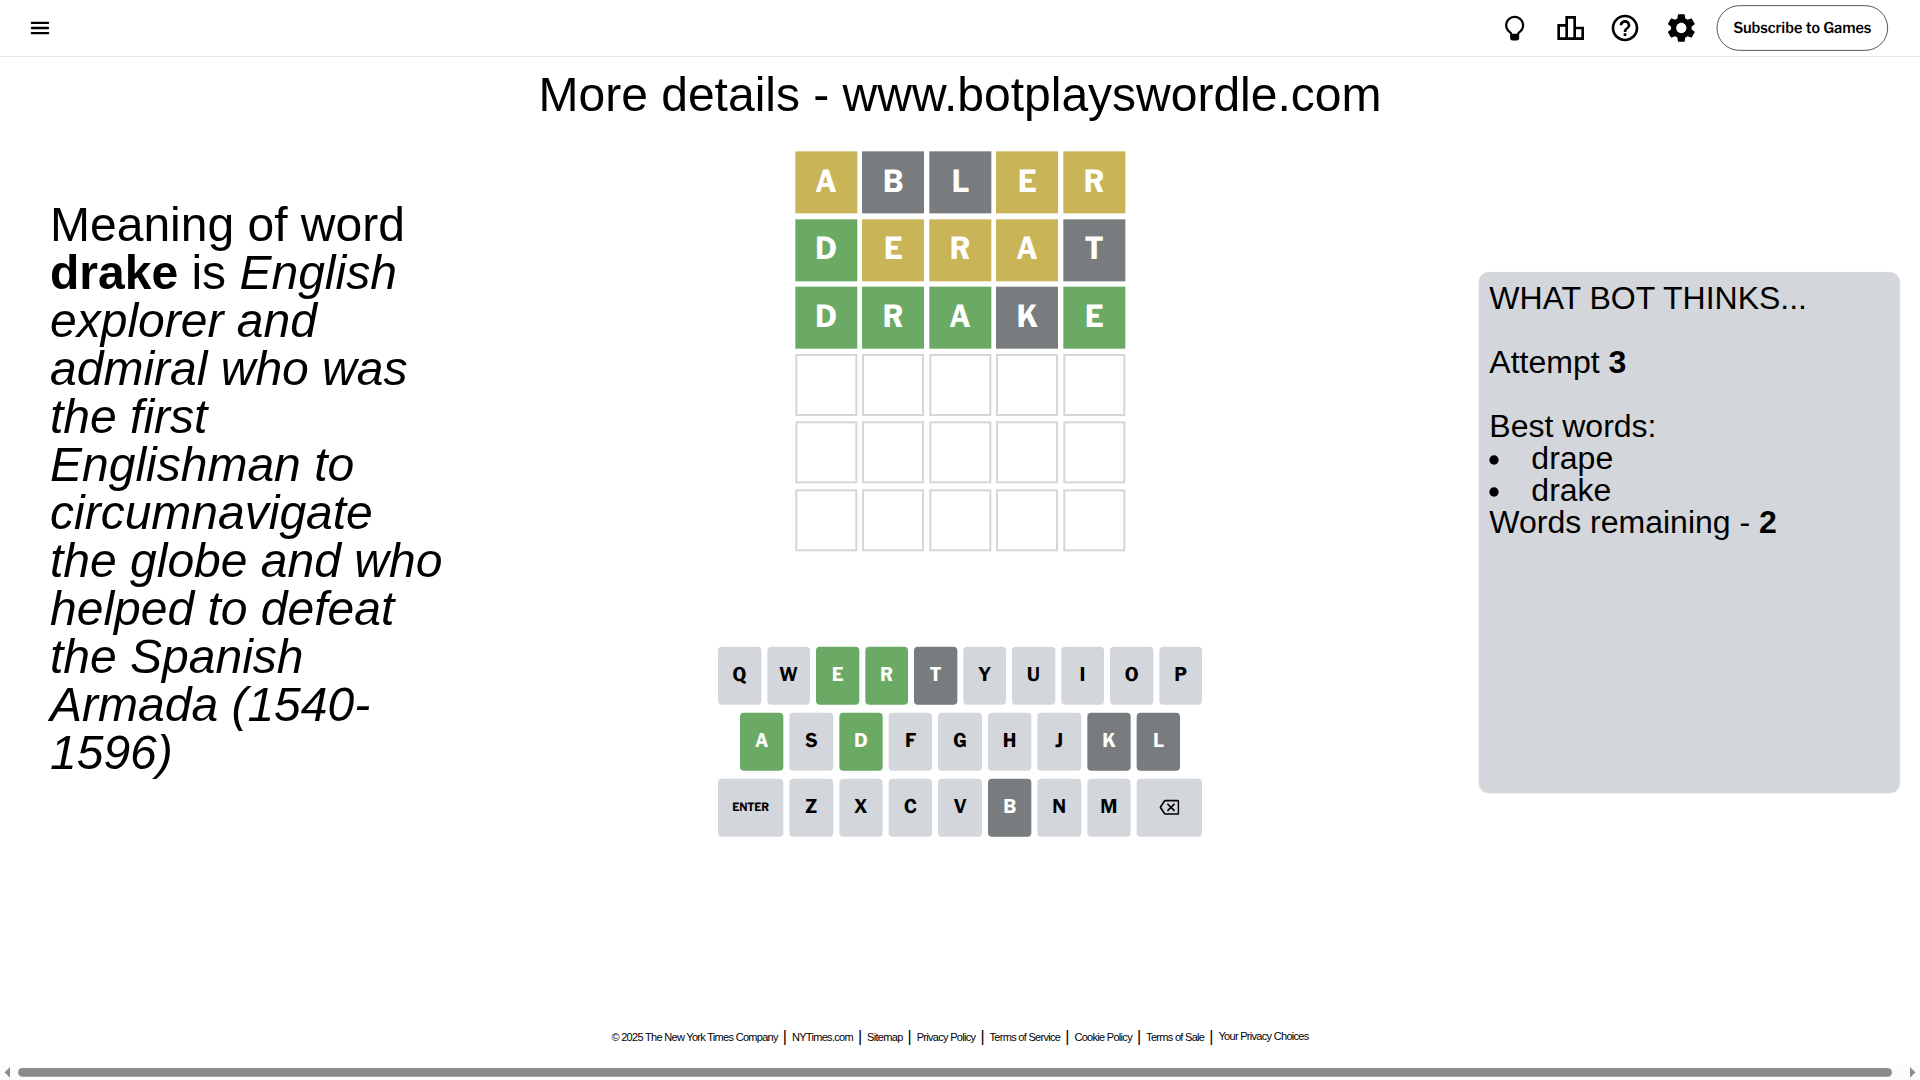 Subscribe to Games
More details - www.botplayswordle.com
Meaning of word
drake is English
explorer and
admiral who was
the first
Englishman to
circumnavigate
the globe and who
helped to defeat
the Spanish
Armada (1540-
1596)
A B L E R
D E R A T
D R A K E
WHAT BOT THINKS...
Attempt 3
Best words:
• drape
• drake
Words remaining - 2
Q W E R T Y U I O P
A S D F G H J K L
ENTER Z X C V B N M
© 2025 The New York Times Company | NYTimes.com | Sitemap | Privacy Policy | Terms of Service | Cookie Policy | Terms of Sale | Your Privacy Choices